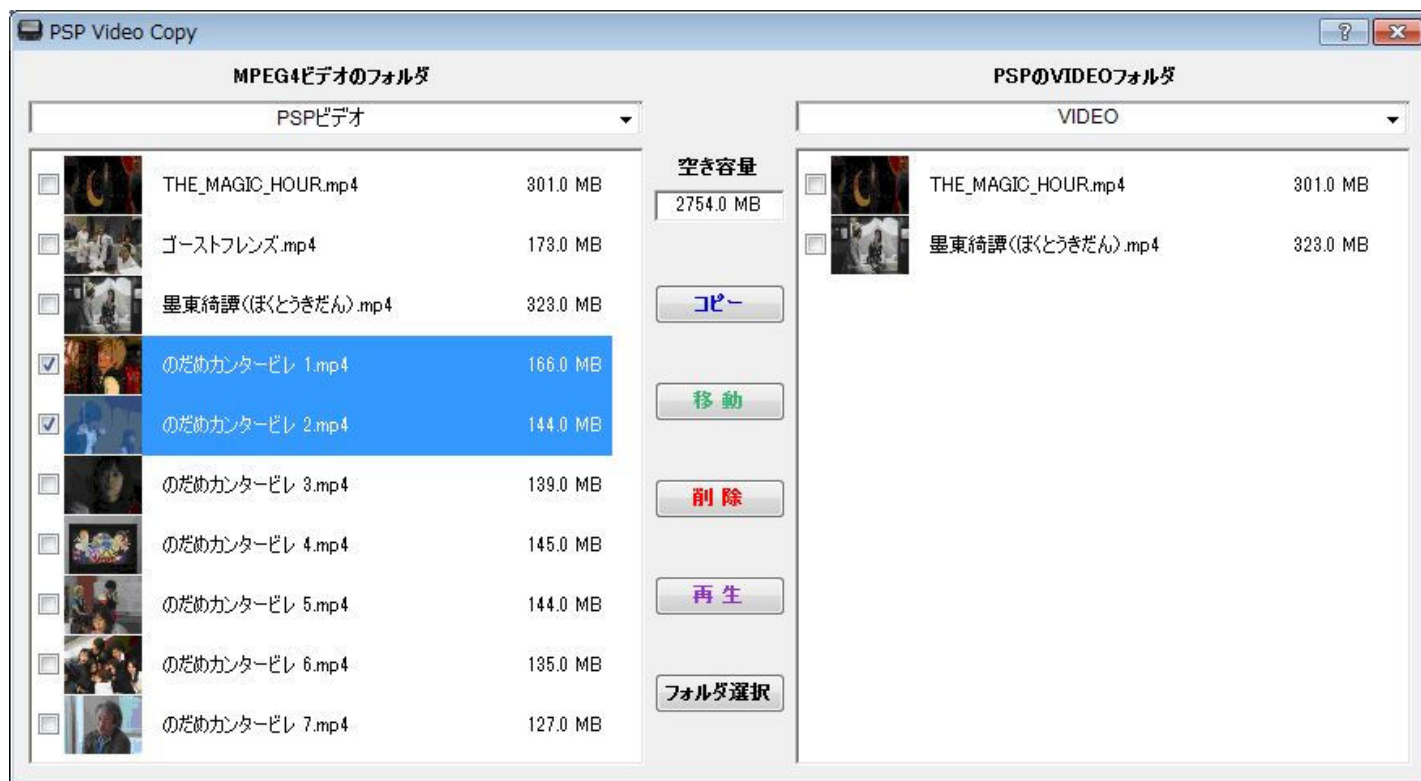 PSP Video Copy
MPEG4ビデオのフォルダ
PSPのVIDEOフォルダ
PSPビデオ
VIDEO
空き容量
2754.0 MB
THE_MAGIC_HOUR.mp4 301.0 MB
ゴーストフレンズ.mp4 173.0 MB
墨東綺譚(ぼくとうきだん).mp4 323.0 MB
のだめカンタービレ 1.mp4 166.0 MB
のだめカンタービレ 2.mp4 144.0 MB
のだめカンタービレ 3.mp4 139.0 MB
のだめカンタービレ 4.mp4 145.0 MB
のだめカンタービレ 5.mp4 144.0 MB
のだめカンタービレ 6.mp4 135.0 MB
のだめカンタービレ 7.mp4 127.0 MB
コピー
移 動
削 除
再 生
フォルダ選択
THE_MAGIC_HOUR.mp4 301.0 MB
墨東綺譚(ぼくとうきだん).mp4 323.0 MB